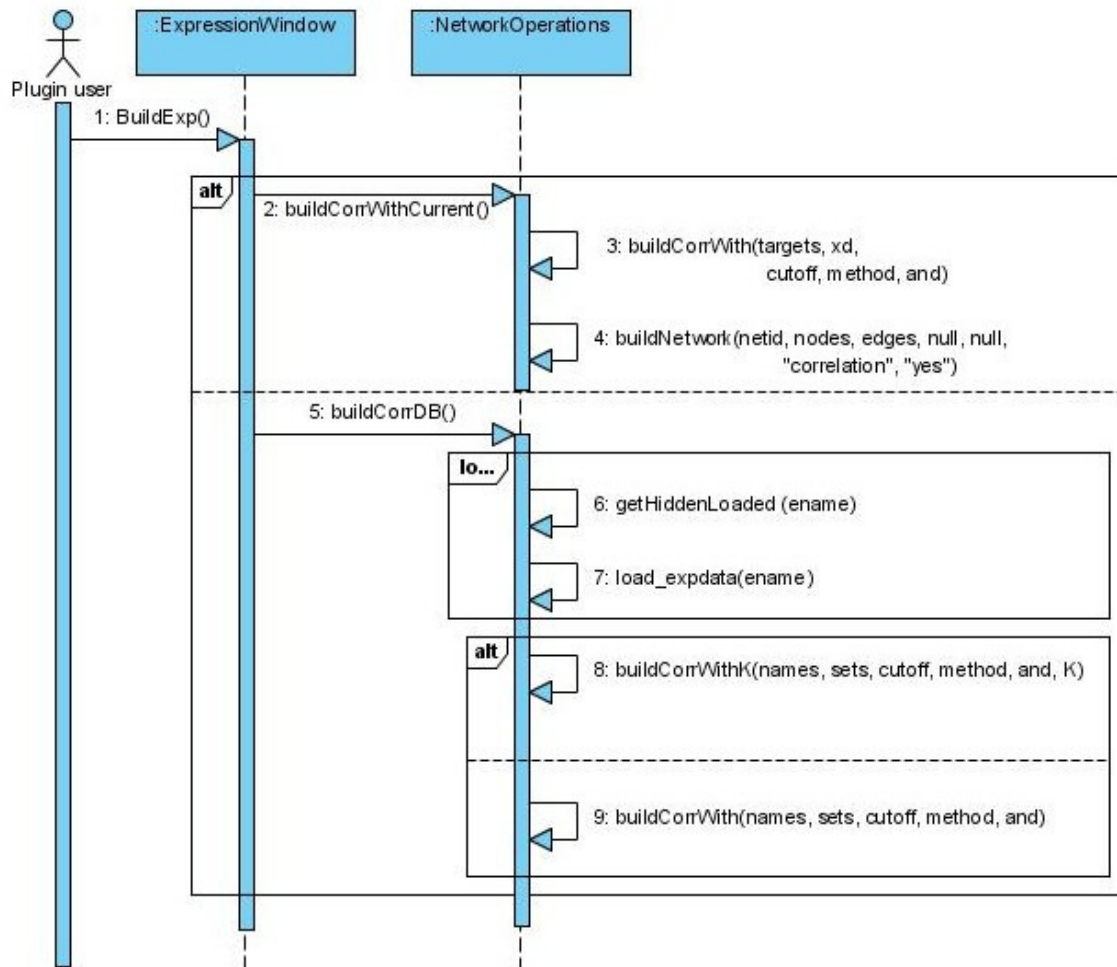 :ExpressionWindow
:NetworkOperations
Plugin user
1: BuildExp()
alt
2: buildCorrWithCurrent()
3: buildCorrWith(targets, xd,
cutoff, method, and)
4: buildNetwork(netid, nodes, edges, null, null,
"correlation", "yes")
5: buildCorrDB()
lo...
6: getHiddenLoaded (ename)
7: load_expdata(ename)
alt
8: buildCorrWithK(names, sets, cutoff, method, and, K)
9: buildCorrWith(names, sets, cutoff, method, and)